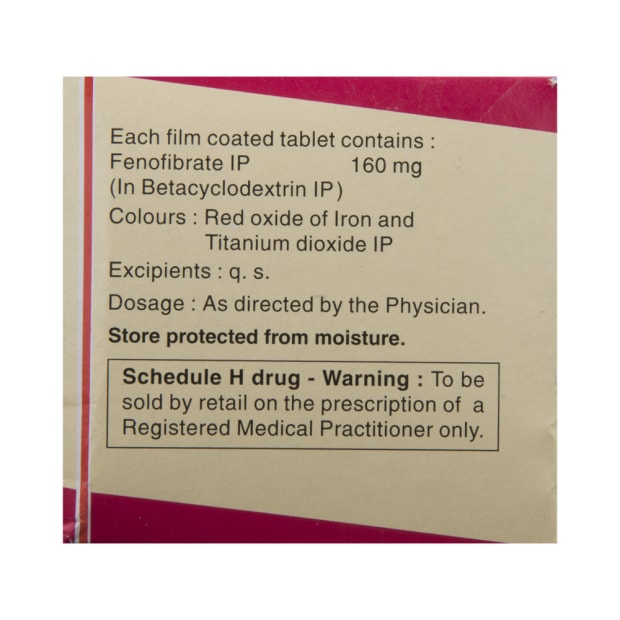 Each film coated tablet contains :
Fenofibrate IP 160 mg
(In Betacyclodextrin IP)
Colours : Red oxide of Iron and
Titanium dioxide IP
Excipients : q. s.
Dosage : As directed by the Physician.
Store protected from moisture.
Schedule H drug - Warning : To be
sold by retail on the prescription of a
Registered Medical Practitioner only.